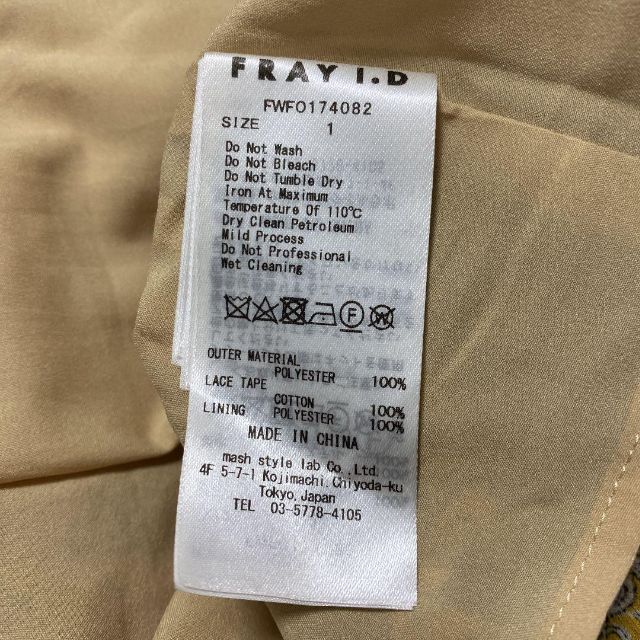 FRAY I.D
FWFO174082
SIZE 1
Do Not Wash
Do Not Bleach
Do Not Tumble Dry
Iron At Maximum
Temperature Of 110℃
Dry Clean Petroleum
Mild Process
Do Not Professional
Wet Cleaning
F W
OUTER MATERIAL
POLYESTER 100%
LACE TAPE
COTTON 100%
LINING POLYESTER 100%
MADE IN CHINA
mash style lab Co., Ltd.
4F 5-7-1 Kojimachi, Chiyoda-ku
Tokyo, Japan
TEL 03-5778-4105